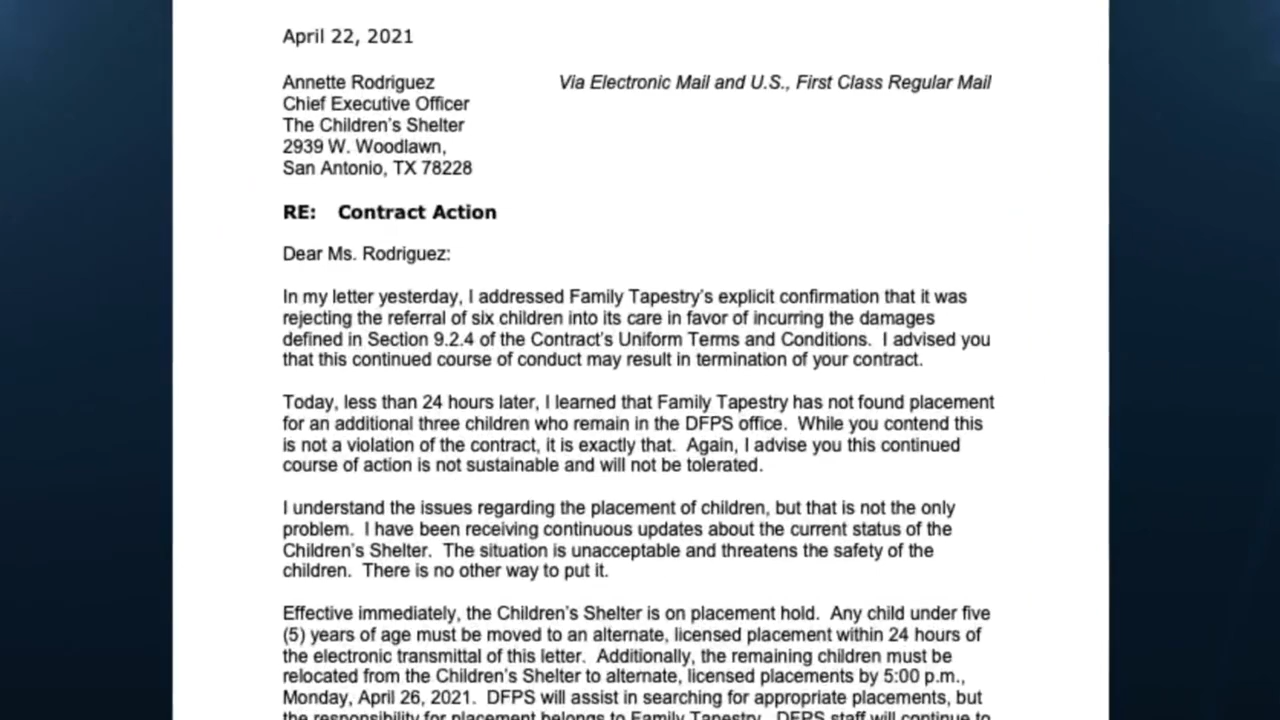 April 22, 2021
Annette Rodriguez Via Electronic Mail and U.S., First Class Regular Mail
Chief Executive Officer
The Children's Shelter
2939 W. Woodlawn,
San Antonio, TX 78228
RE: Contract Action
Dear Ms. Rodriguez:
In my letter yesterday, I addressed Family Tapestry's explicit confirmation that it was
rejecting the referral of six children into its care in favor of incurring the damages
defined in Section 9.2.4 of the Contract's Uniform Terms and Conditions. I advised you
that this continued course of conduct may result in termination of your contract.
Today, less than 24 hours later, I learned that Family Tapestry has not found placement
for an additional three children who remain in the DFPS office. While you contend this
is not a violation of the contract, it is exactly that. Again, I advise you this continued
course of action is not sustainable and will not be tolerated.
I understand the issues regarding the placement of children, but that is not the only
problem. I have been receiving continuous updates about the current status of the
Children's Shelter. The situation is unacceptable and threatens the safety of the
children. There is no other way to put it.
Effective immediately, the Children's Shelter is on placement hold. Any child under five
(5) years of age must be moved to an alternate, licensed placement within 24 hours of
the electronic transmittal of this letter. Additionally, the remaining children must be
relocated from the Children's Shelter to alternate, licensed placements by 5:00 p.m.,
Monday, April 26, 2021. DFPS will assist in searching for appropriate placements, but
the responsibility for placement belongs to Family Tapestry. DFPS staff will continue to